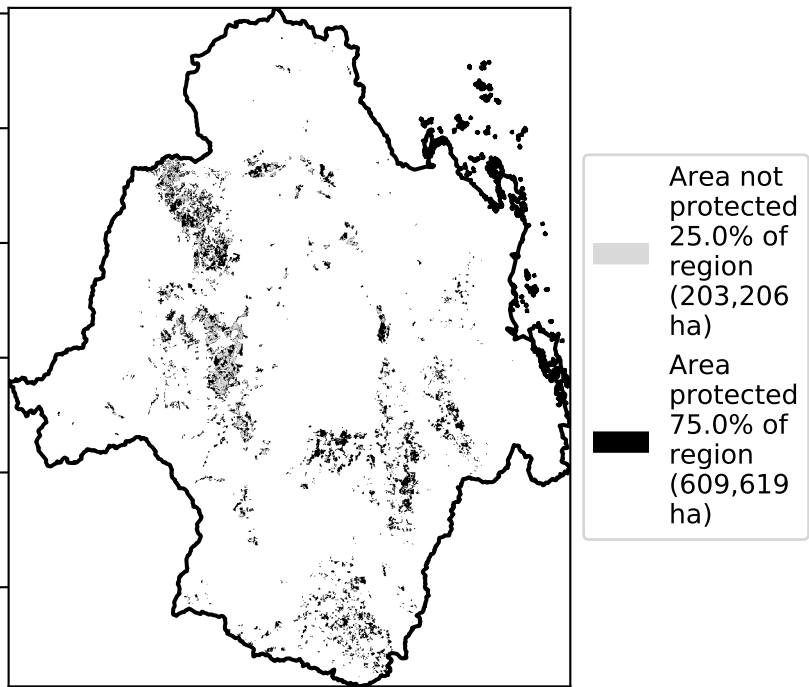 Area not
protected
25.0% of
region
(203,206
ha)
Area
protected
75.0% of
region
(609,619
ha)